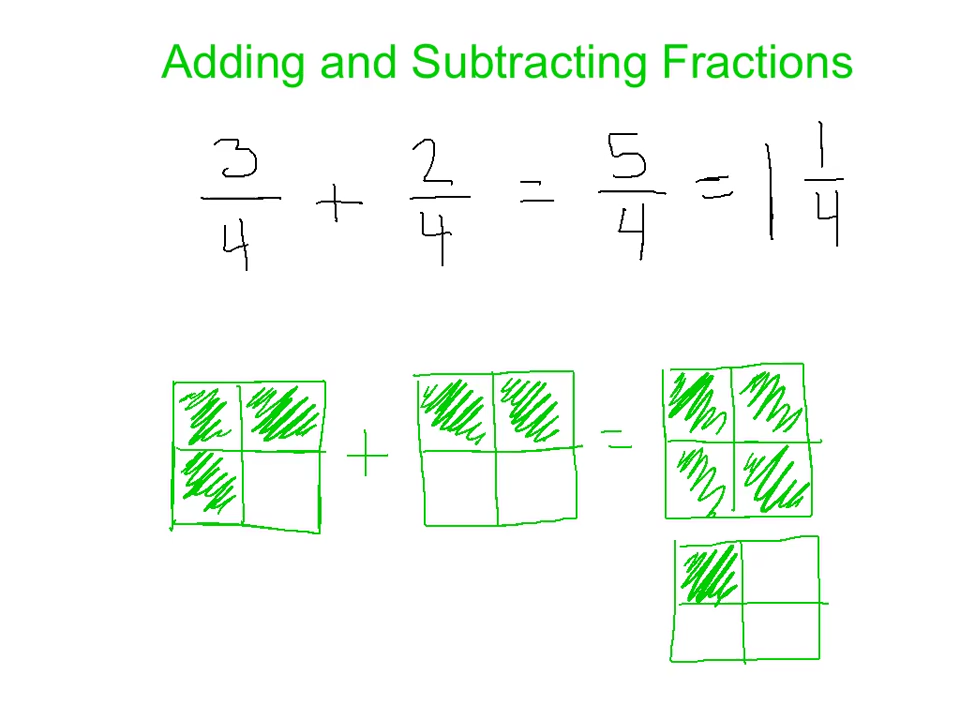 Adding and Subtracting Fractions
3/4 + 2/4 = 5/4 = 1 1/4
+ =